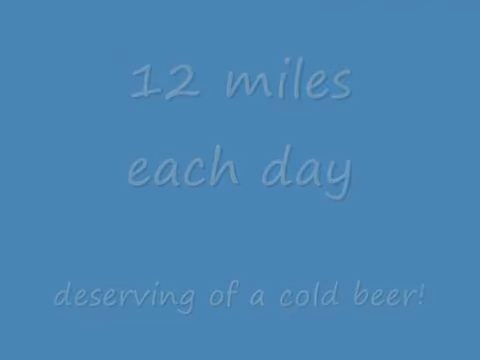 12 miles
each day
deserving of a cold beer!